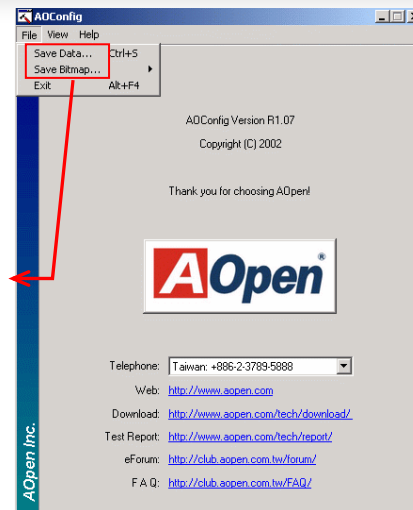 AOConfig
File View Help
Save Data... Ctrl+S
Save Bitmap...
Exit Alt+F4
AOConfig Version R1.07
Copyright (C) 2002
Thank you for choosing AOpen!
AOpen®
Telephone: Taiwan: +886-2-3789-5888
Web: http://www.aopen.com
Download: http://www.aopen.com/tech/download/
Test Report: http://www.aopen.com/tech/report/
eForum: http://club.aopen.com.tw/forum/
F A Q: http://club.aopen.com.tw/FAQ/
AOpen Inc.